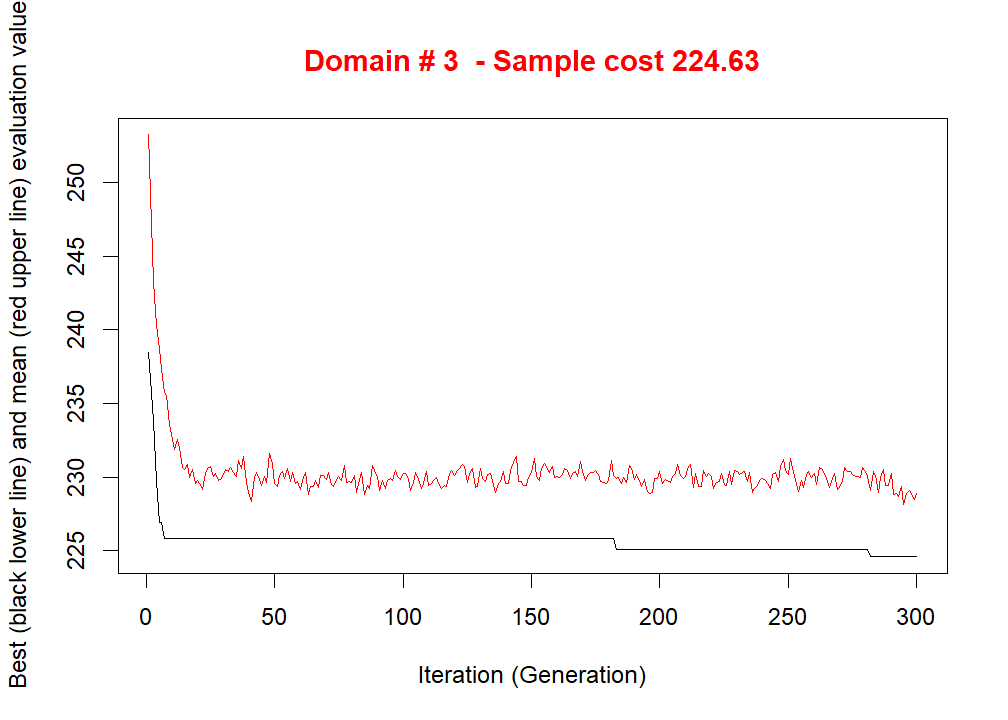 Domain # 3  - Sample cost 224.63
Best (black lower line) and mean (red upper line) evaluation value
250
245
240
235
230
225
0 50 100 150 200 250 300
Iteration (Generation)